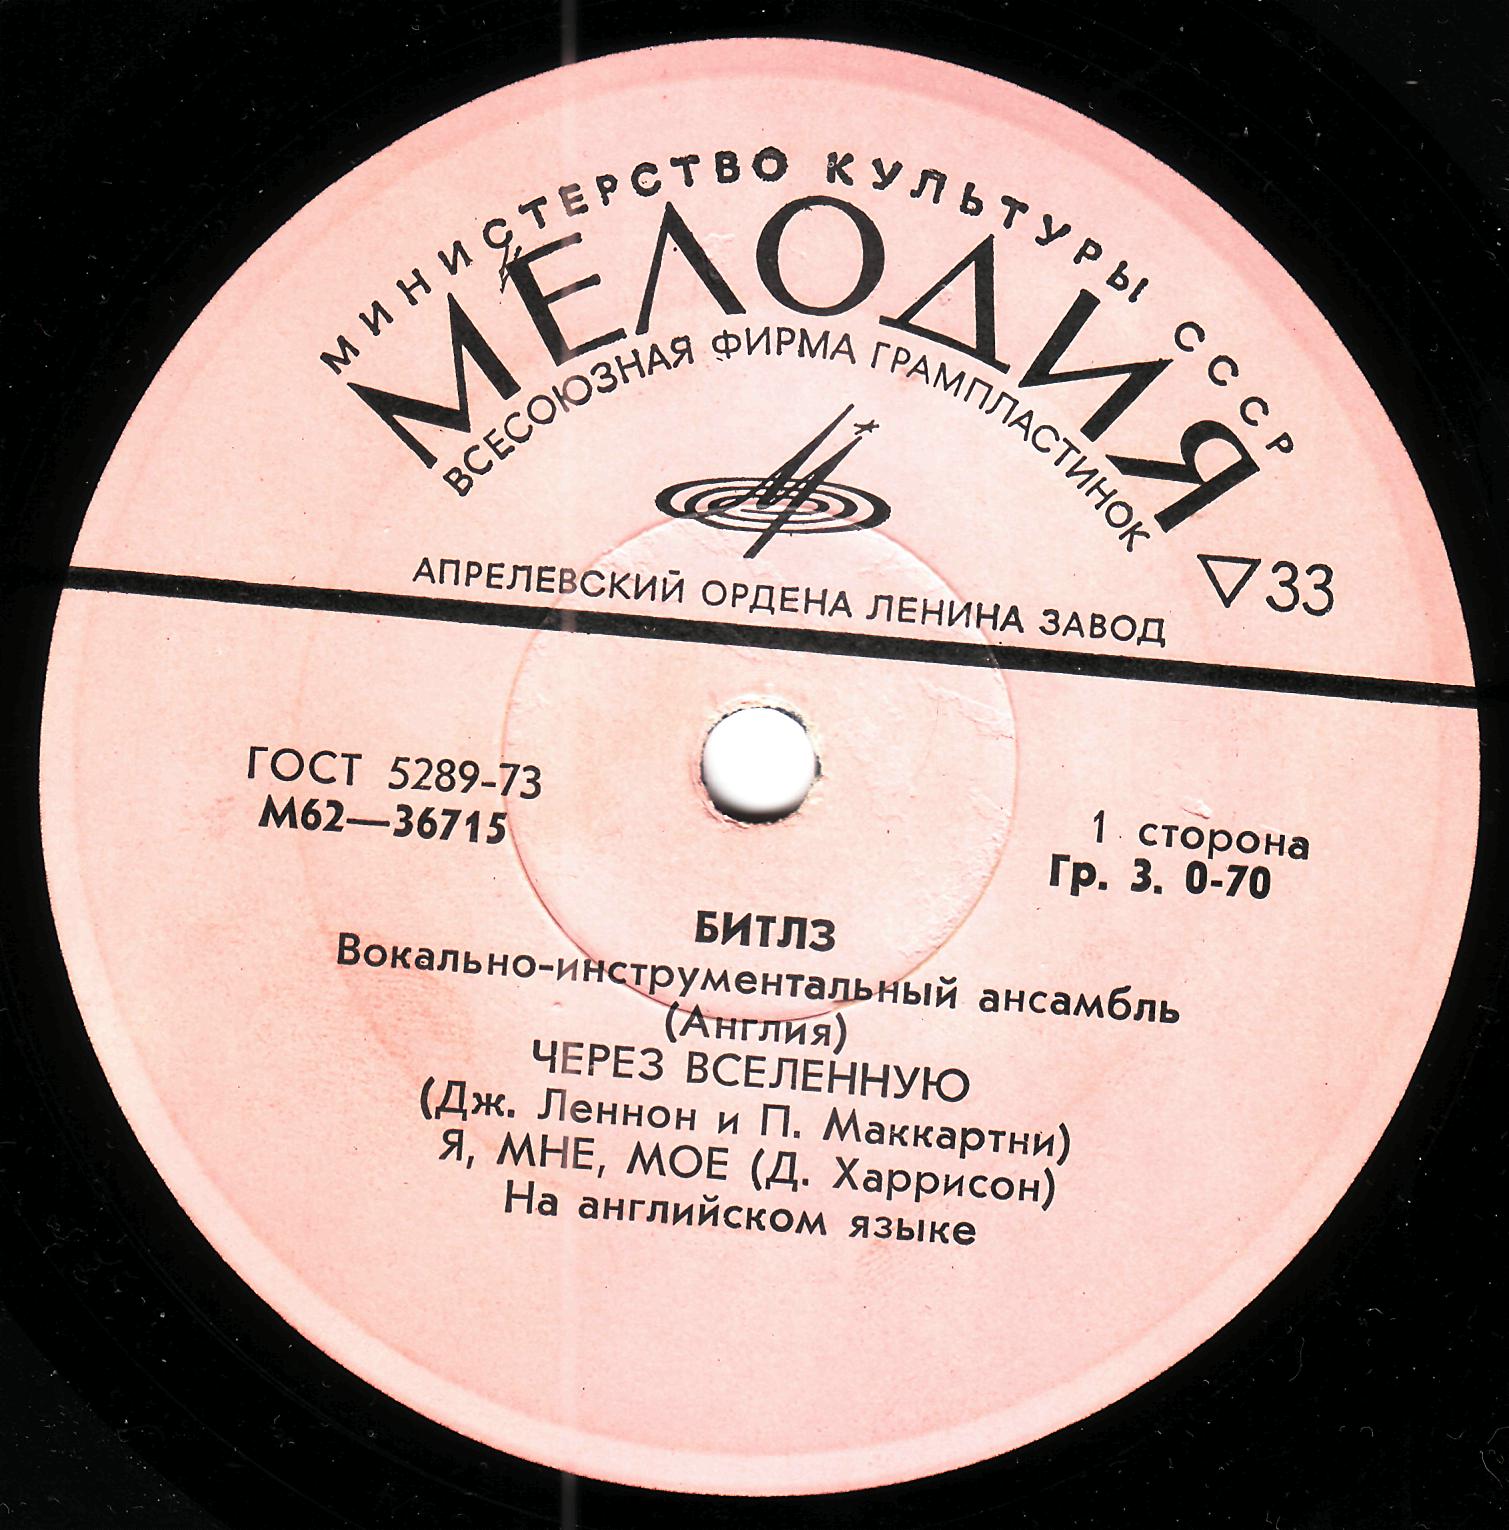 МИНИСТЕРСТВО КУЛЬТУРЫ СССР
МЕЛОДИЯ
ВСЕСОЮЗНАЯ ФИРМА ГРАМПЛАСТИНОК
АПРЕЛЕВСКИЙ ОРДЕНА ЛЕНИНА ЗАВОД
33
ГОСТ 5289-73
М62—36715
1 сторона
Гр. 3. 0-70
БИТЛЗ
Вокально-инструментальный ансамбль
(Англия)
ЧЕРЕЗ ВСЕЛЕННУЮ
(Дж. Леннон и П. Маккартни)
Я, МНЕ, МОЕ (Д. Харрисон)
На английском языке